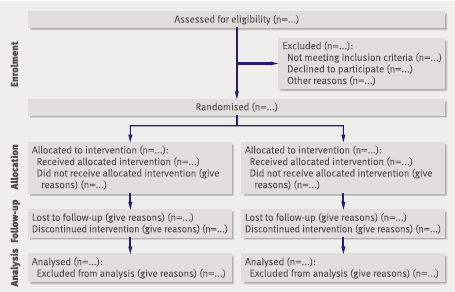 Enrolment
Assessed for eligibility (n=...)
Excluded (n=...):
Not meeting inclusion criteria (n=...)
Declined to participate (n=...)
Other reasons (n=...)
Randomised (n=...)
Allocation
Allocated to intervention (n=...):
Received allocated intervention (n=...)
Did not receive allocated intervention (give
reasons) (n=...)
Allocated to intervention (n=...):
Received allocated intervention (n=...)
Did not receive allocated intervention (give
reasons) (n=...)
Follow-up
Lost to follow-up (give reasons) (n=...)
Discontinued intervention (give reasons) (n=...)
Lost to follow-up (give reasons) (n=...)
Discontinued intervention (give reasons) (n=...)
Analysis
Analysed (n=...):
Excluded from analysis (give reasons) (n=...)
Analysed (n=...):
Excluded from analysis (give reasons) (n=...)